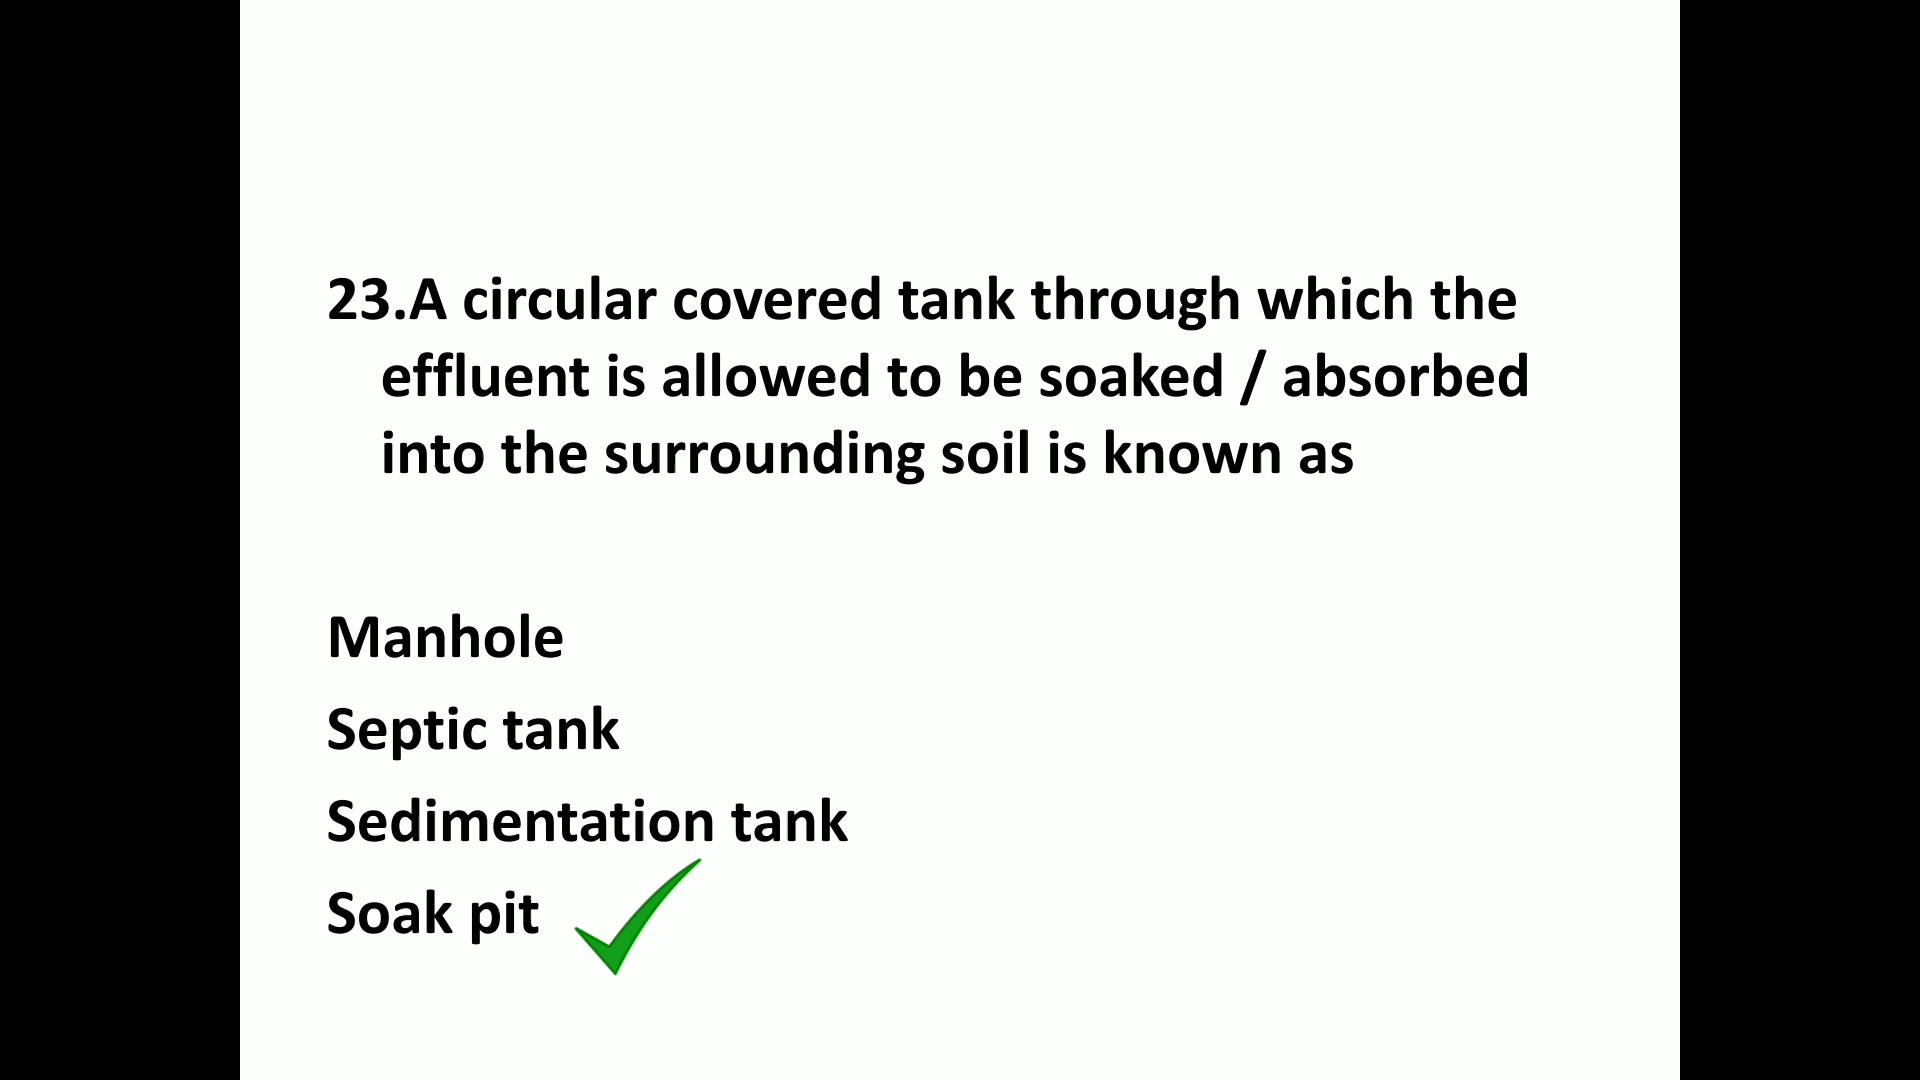 23.A circular covered tank through which the
effluent is allowed to be soaked / absorbed
into the surrounding soil is known as
Manhole
Septic tank
Sedimentation tank
Soak pit